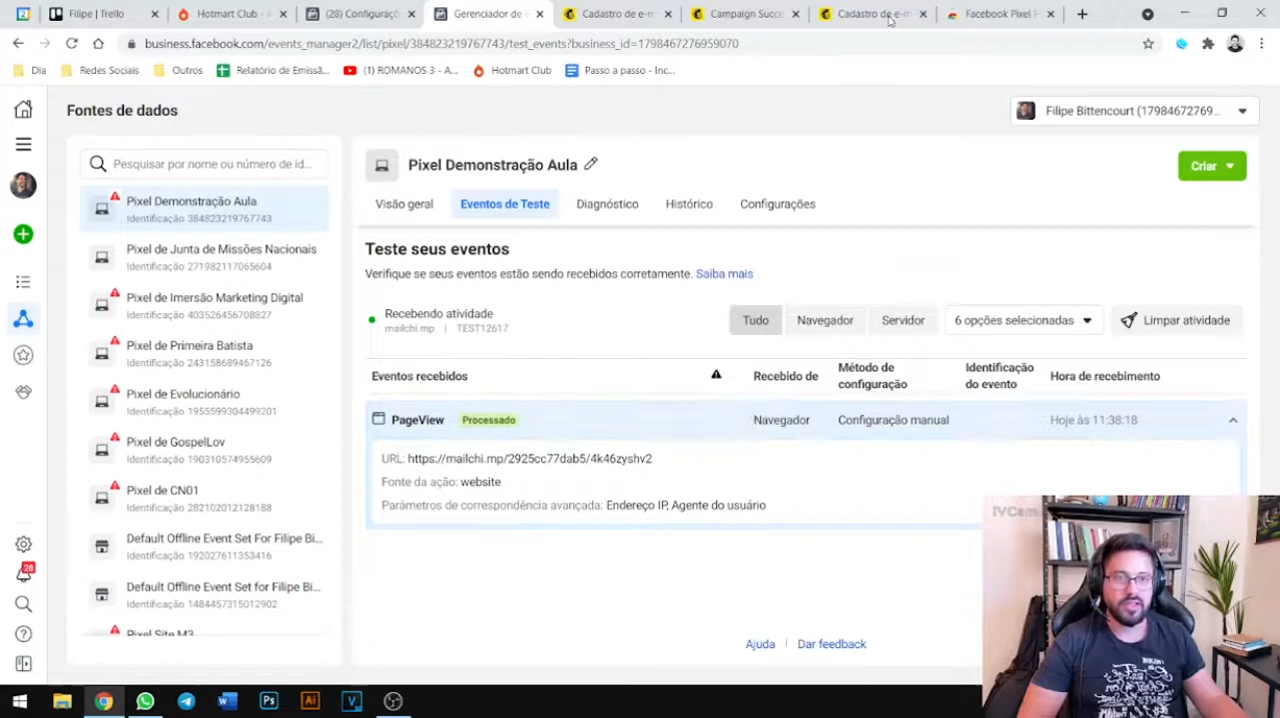 Filipe | Trello
Hotmart Club -
(28) Configuraç
Gerenciador de
Cadastro de e-m
Campaign Succ
Cadastro de e-m
Facebook Pixel H
business.facebook.com/events_manager2/list/pixel/384823219767743/test_events?business_id=1798467276959070
Dia
Redes Sociais
Outros
Relatório de Emissã...
(1) ROMANOS 3 - A...
Hotmart Club
Passo a passo - Inc...
Fontes de dados
Filipe Bittencourt (17984672769...
Pesquisar por nome ou número de id...
Pixel Demonstração Aula
Identificação 384823219767743
Pixel de Junta de Missões Nacionais
Identificação 271982117065604
Pixel de Imersão Marketing Digital
Identificação 403526456708827
Pixel de Primeira Batista
Identificação 243158689467126
Pixel de Evolucionário
Identificação 1955599304499201
Pixel de GospelLov
Identificação 190310574955609
Pixel de CN01
Identificação 282102012128188
Default Offline Event Set For Filipe Bi...
Identificação 192027611353416
Default Offline Event Set for Filipe Bi...
Identificação 1484457315012902
Pixel Site M3
28
Pixel Demonstração Aula
Criar
Visão geral
Eventos de Teste
Diagnóstico
Histórico
Configurações
Teste seus eventos
Verifique se seus eventos estão sendo recebidos corretamente. Saiba mais
Recebendo atividade
mailchi.mp | TEST12617
Tudo
Navegador
Servidor
6 opções selecionadas
Limpar atividade
Eventos recebidos
Recebido de
Método de configuração
Identificação do evento
Hora de recebimento
PageView
Processado
Navegador
Configuração manual
Hoje às 11:38:18
URL: https://mailchi.mp/2925cc77dab5/4k46zyshv2
Fonte da ação: website
Parâmetros de correspondência avançada: Endereço IP, Agente do usuário
Ajuda
Dar feedback
IVCam